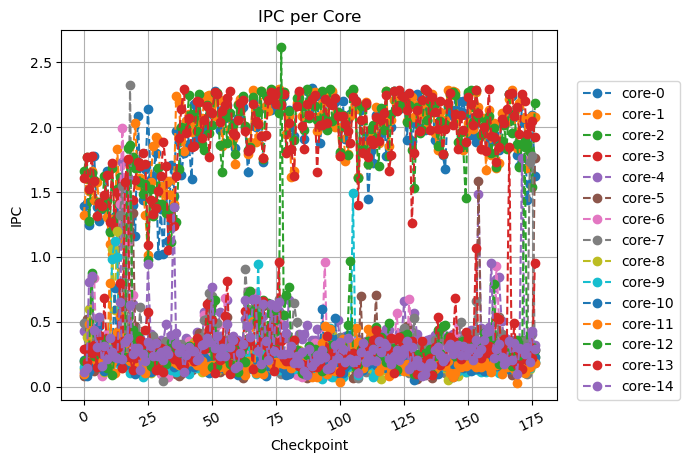 IPC per Core
IPC
2.5
2.0
1.5
1.0
0.5
0.0
0
25
50
75
100
125
150
175
Checkpoint
core-0
core-1
core-2
core-3
core-4
core-5
core-6
core-7
core-8
core-9
core-10
core-11
core-12
core-13
core-14